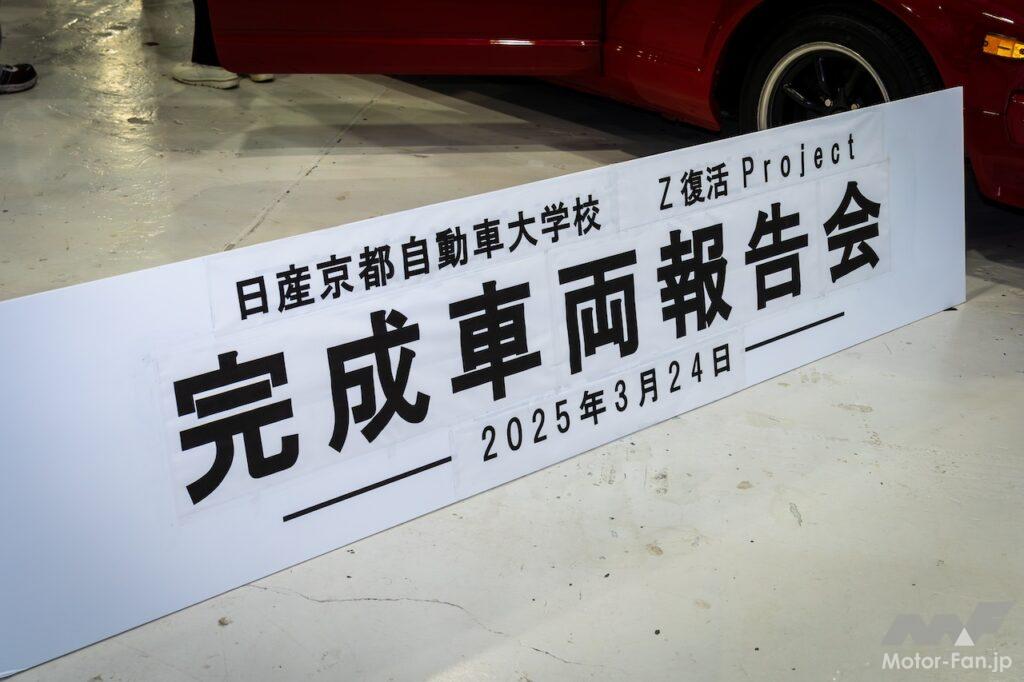 日産京都自動車大学校 Z復活 Project
完成車両報告会
2025年3月24日
Motor-Fan.jp